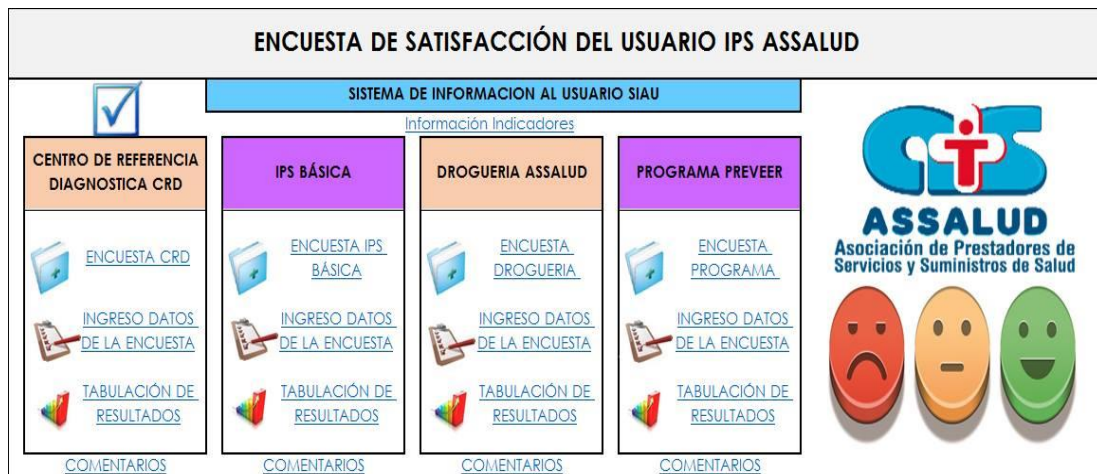 ENCUESTA DE SATISFACCIÓN DEL USUARIO IPS ASSALUD
SISTEMA DE INFORMACION AL USUARIO SIAU
Información Indicadores
CENTRO DE REFERENCIA
DIAGNOSTICA CRD
ENCUESTA CRD
INGRESO DATOS
DE LA ENCUESTA
TABULACIÓN DE
RESULTADOS
COMENTARIOS
IPS BÁSICA
ENCUESTA IPS
BÁSICA
INGRESO DATOS
DE LA ENCUESTA
TABULACIÓN DE
RESULTADOS
COMENTARIOS
DROGUERIA ASSALUD
ENCUESTA
DROGUERIA
INGRESO DATOS
DE LA ENCUESTA
TABULACIÓN DE
RESULTADOS
COMENTARIOS
PROGRAMA PREVEER
ENCUESTA
PROGRAMA
INGRESO DATOS
DE LA ENCUESTA
TABULACIÓN DE
RESULTADOS
COMENTARIOS
ats
ASSALUD
Asociación de Prestadores de
Servicios y Suministros de Salud